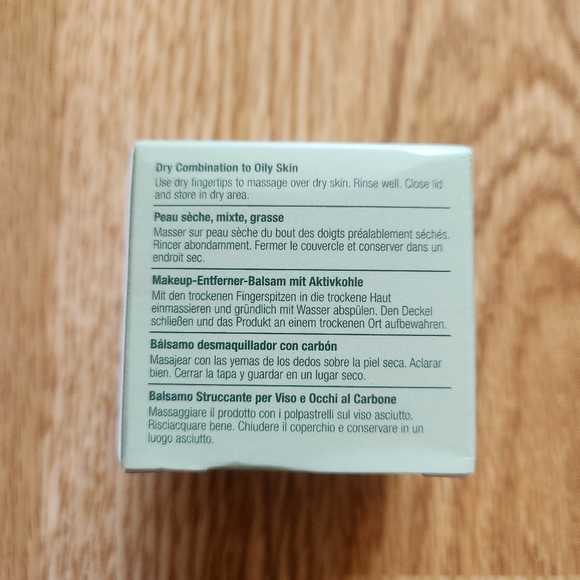 Dry Combination to Oily Skin
Use dry fingertips to massage over dry skin. Rinse well. Close lid
and store in dry area.
Peau sèche, mixte, grasse
Masser sur peau sèche du bout des doigts préalablement séchés.
Rincer abondamment. Fermer le couvercle et conserver dans un
endroit sec.
Makeup-Entferner-Balsam mit Aktivkohle
Mit den trockenen Fingerspitzen in die trockene Haut
einmassieren und gründlich mit Wasser abspülen. Den Deckel
schließen und das Produkt an einem trockenen Ort aufbewahren.
Bálsamo desmaquillador con carbón
Masajear con las yemas de los dedos sobre la piel seca. Aclarar
bien. Cerrar la tapa y guardar en un lugar seco.
Balsamo Struccante per Viso e Occhi al Carbone
Massaggiare il prodotto con i polpastrelli sul viso asciutto.
Risciacquare bene. Chiudere il coperchio e conservare in un
luogo asciutto.